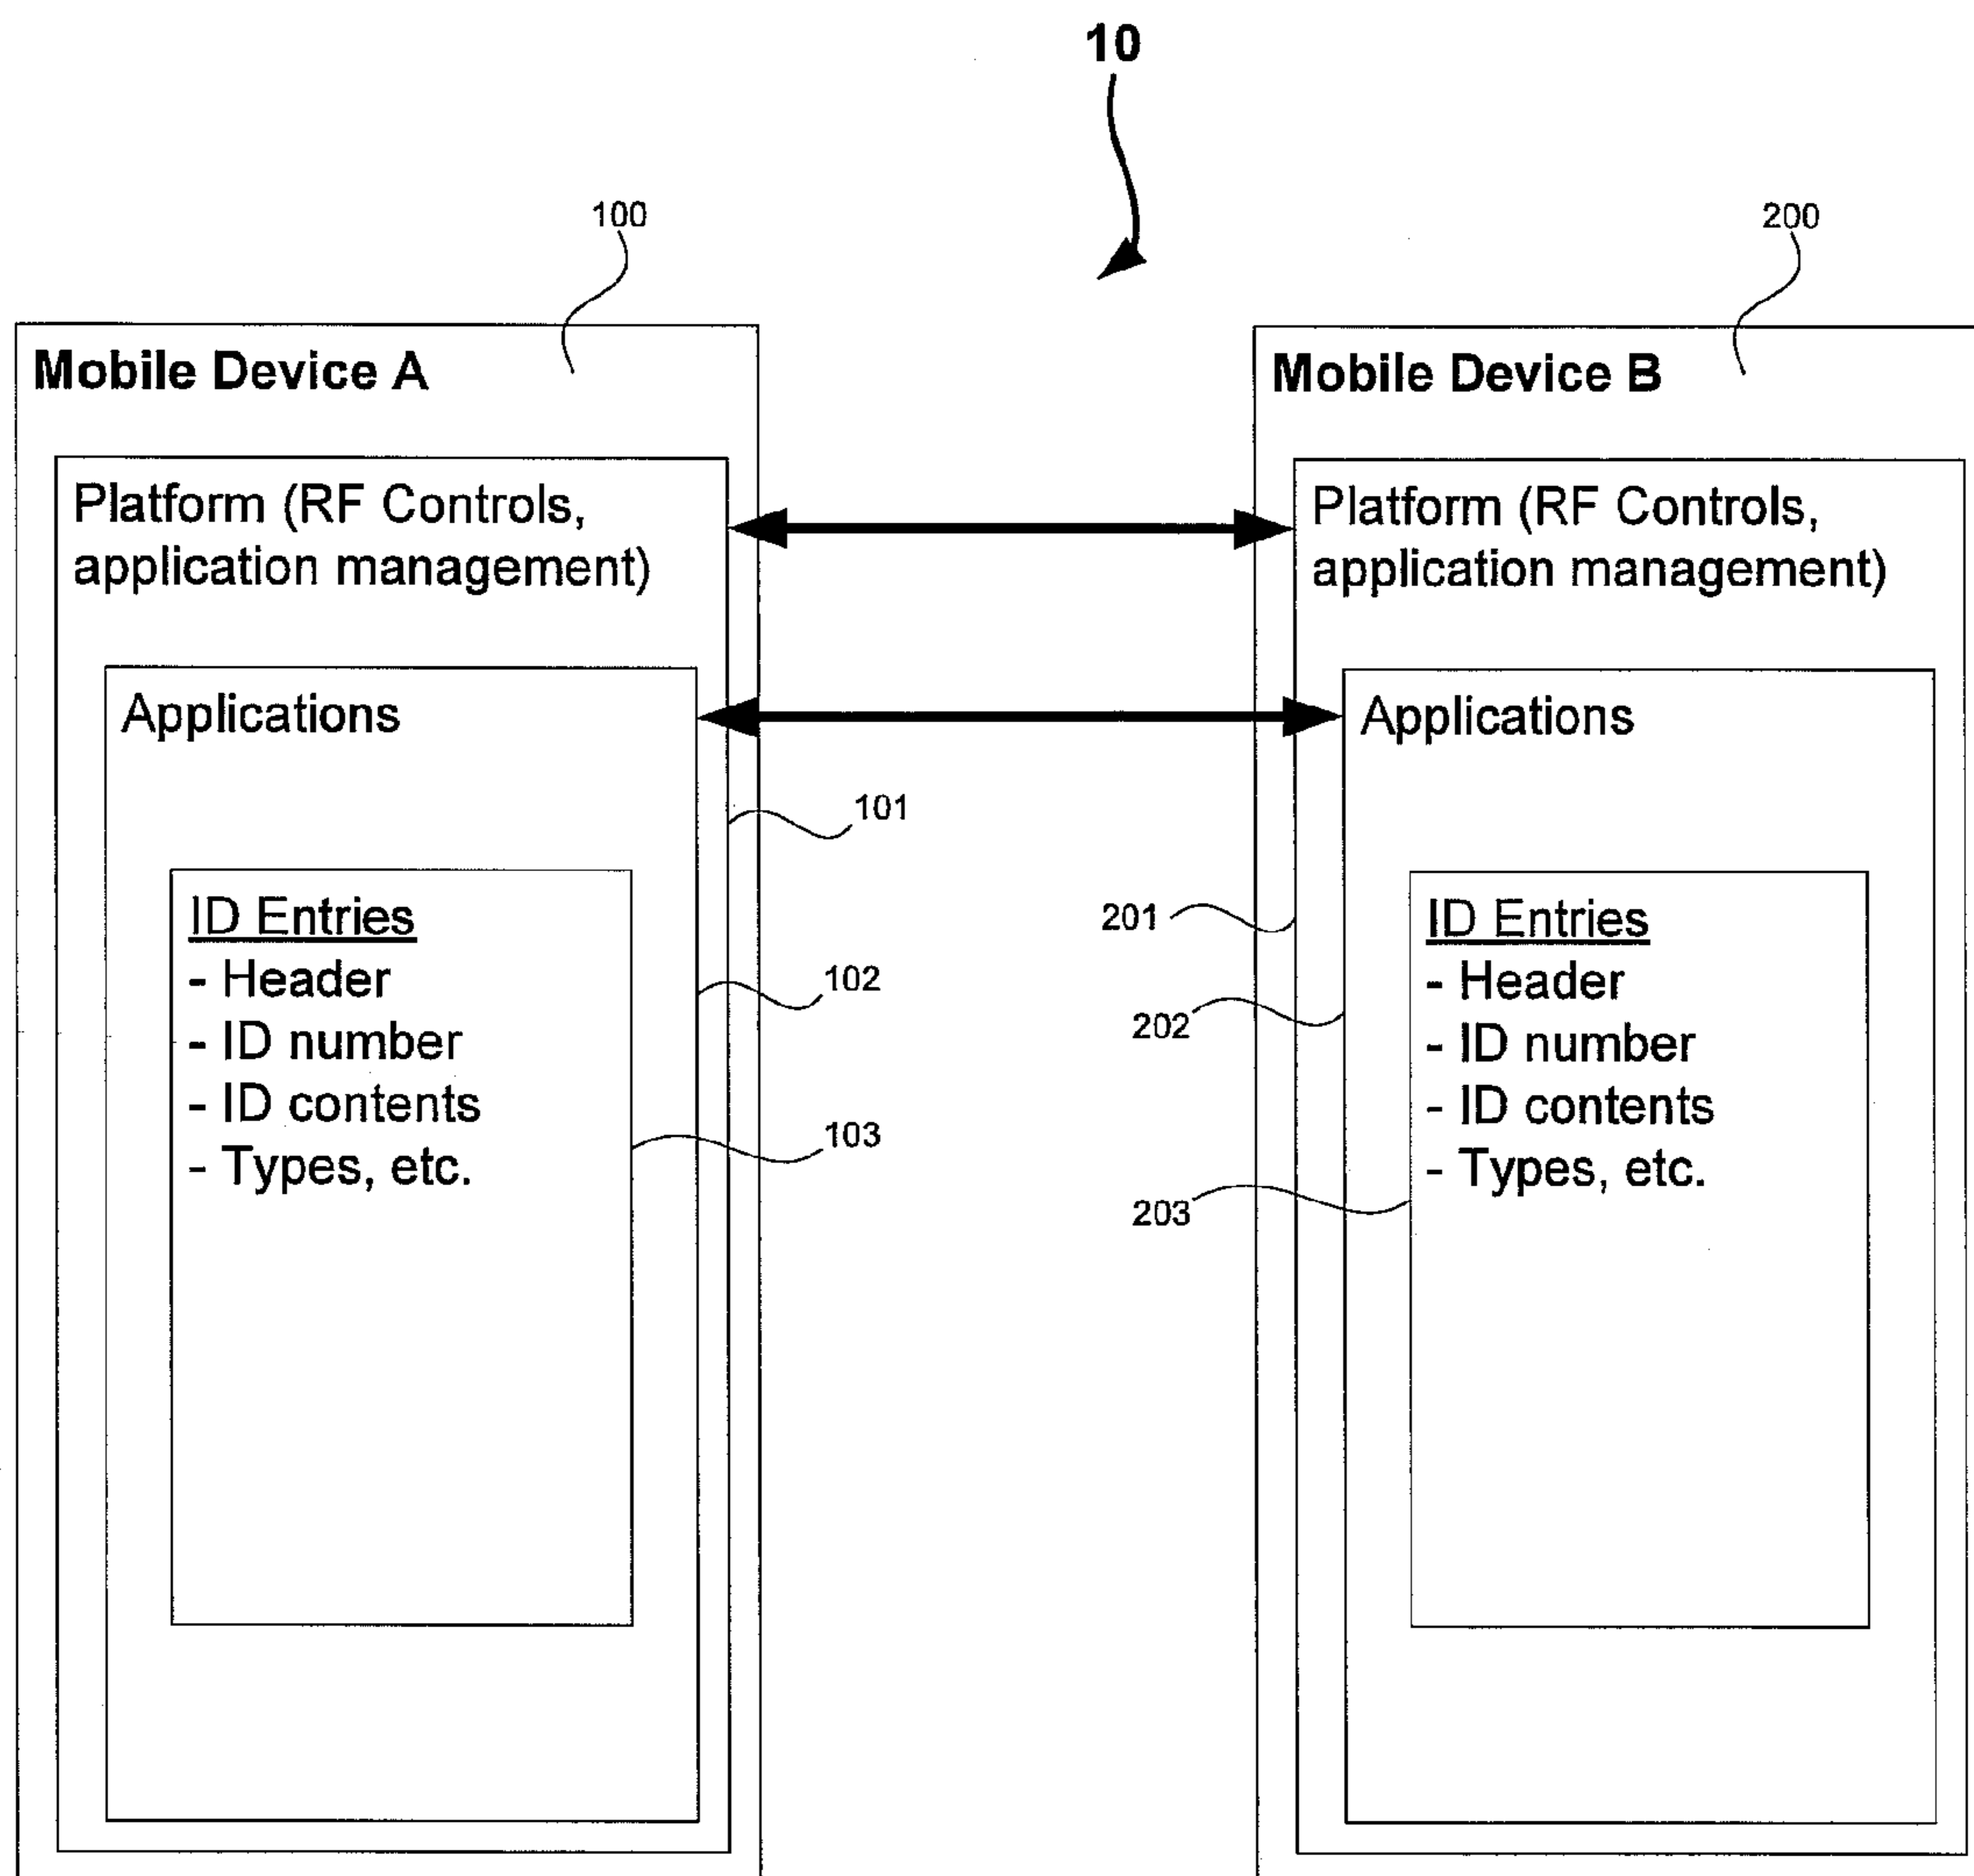 10
100
200
Mobile Device A
Platform (RF Controls,
application management)
Applications
101
ID Entries
- Header
102
- ID number
- ID contents
103
- Types, etc.
Mobile Device B
Platform (RF Controls,
application management)
Applications
201
ID Entries
- Header
202
- ID number
- ID contents
- Types, etc.
203